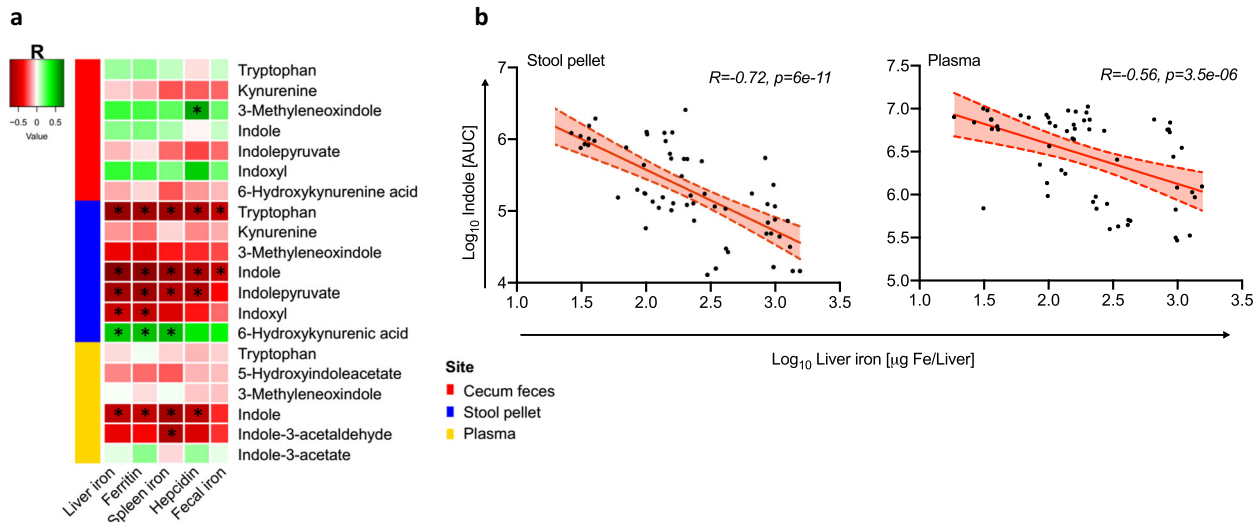 a
R
−0.5 0 0.5
Value
Tryptophan
Kynurenine
3-Methyleneoxindole
*
Indole
Indolepyruvate
Indoxyl
6-Hydroxykynurenine acid
Tryptophan
* * * * *
Kynurenine
3-Methyleneoxindole
Indole
* * * * *
Indolepyruvate
* * * *
Indoxyl
* *
6-Hydroxykynurenic acid
* * *
Tryptophan
5-Hydroxyindoleacetate
3-Methyleneoxindole
Indole
* * * *
Indole-3-acetaldehyde
*
Indole-3-acetate
Liver iron
Ferritin
Spleen iron
Hepcidin
Fecal iron
Site
Cecum feces
Stool pellet
Plasma
b
Stool pellet
R=-0.72, p=6e-11
Log10 Indole [AUC]
7
6
5
4
1.0 1.5 2.0 2.5 3.0 3.5
Plasma
R=-0.56, p=3.5e-06
7.5
7.0
6.5
6.0
5.5
5.0
1.0 1.5 2.0 2.5 3.0 3.5
Log10 Liver iron [μg Fe/Liver]